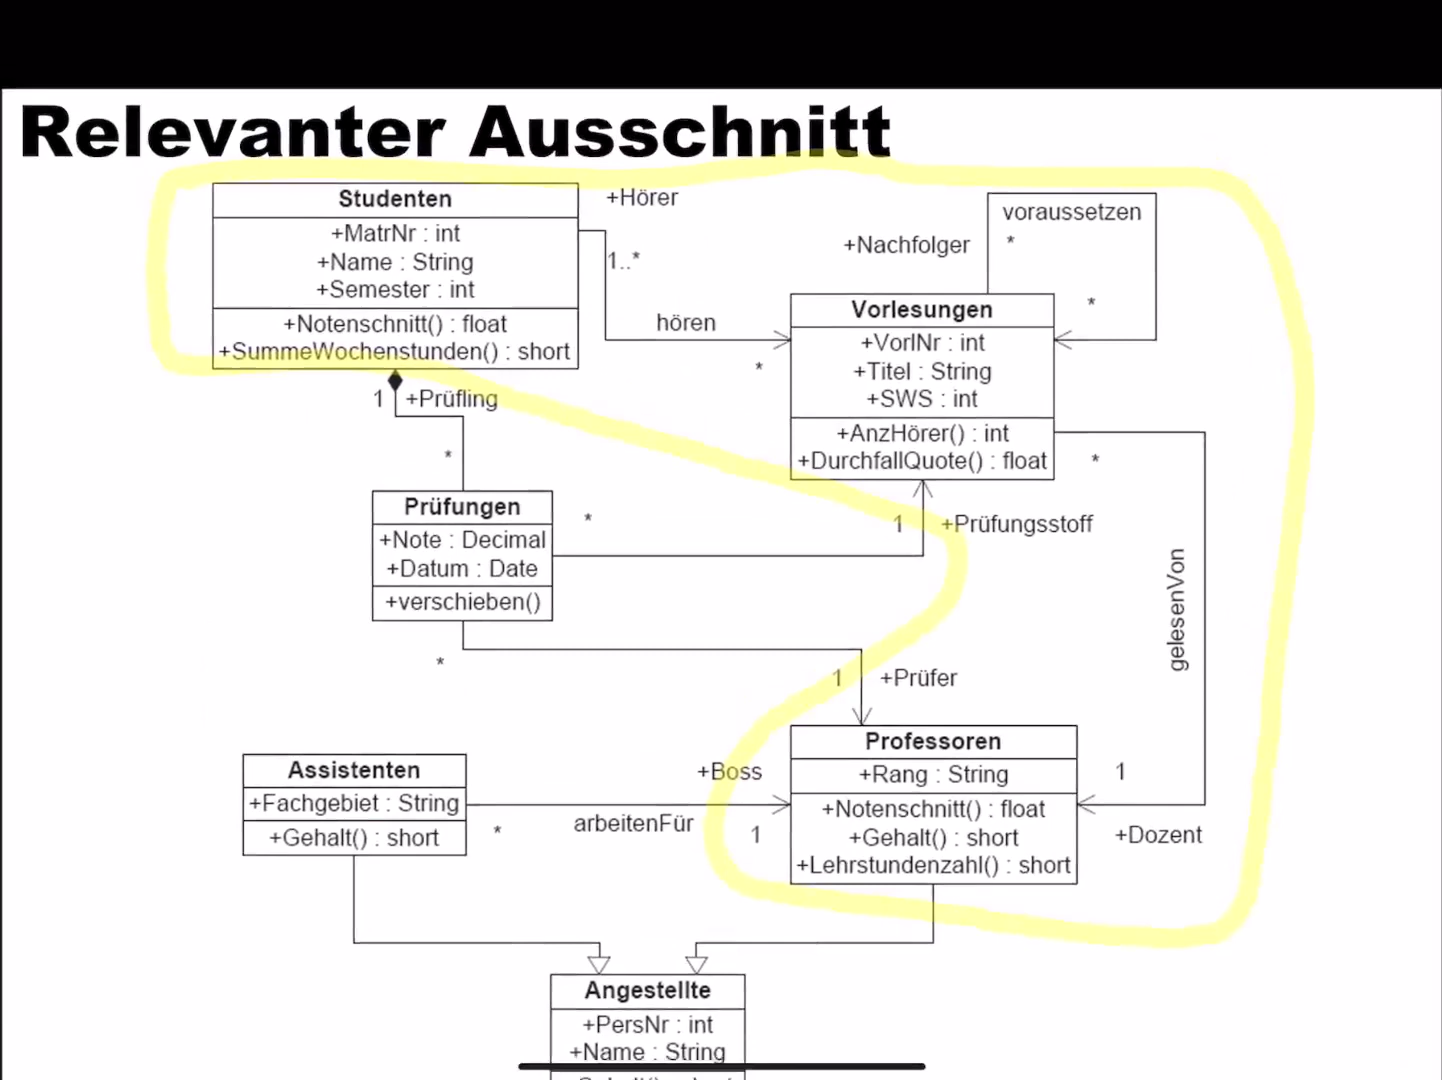 Relevanter Ausschnitt
Studenten
+MatrNr : int
+Name : String
+Semester : int
+Notenschnitt() : float
+SummeWochenstunden() : short
+Hörer
1..*
hören
*
voraussetzen
*
+Nachfolger
*
Vorlesungen
+VorlNr : int
+Titel : String
+SWS : int
+AnzHörer() : int
+DurchfallQuote() : float
*
1 +Prüfling
*
Prüfungen
+Note : Decimal
+Datum : Date
+verschieben()
*
1 +Prüfungsstoff
gelesenVon
*
1 +Prüfer
Professoren
+Rang : String
+Notenschnitt() : float
+Gehalt() : short
+Lehrstundenzahl() : short
1
+Dozent
Assistenten
+Fachgebiet : String
+Gehalt() : short
+Boss
*
arbeitenFür
1
Angestellte
+PersNr : int
+Name : String